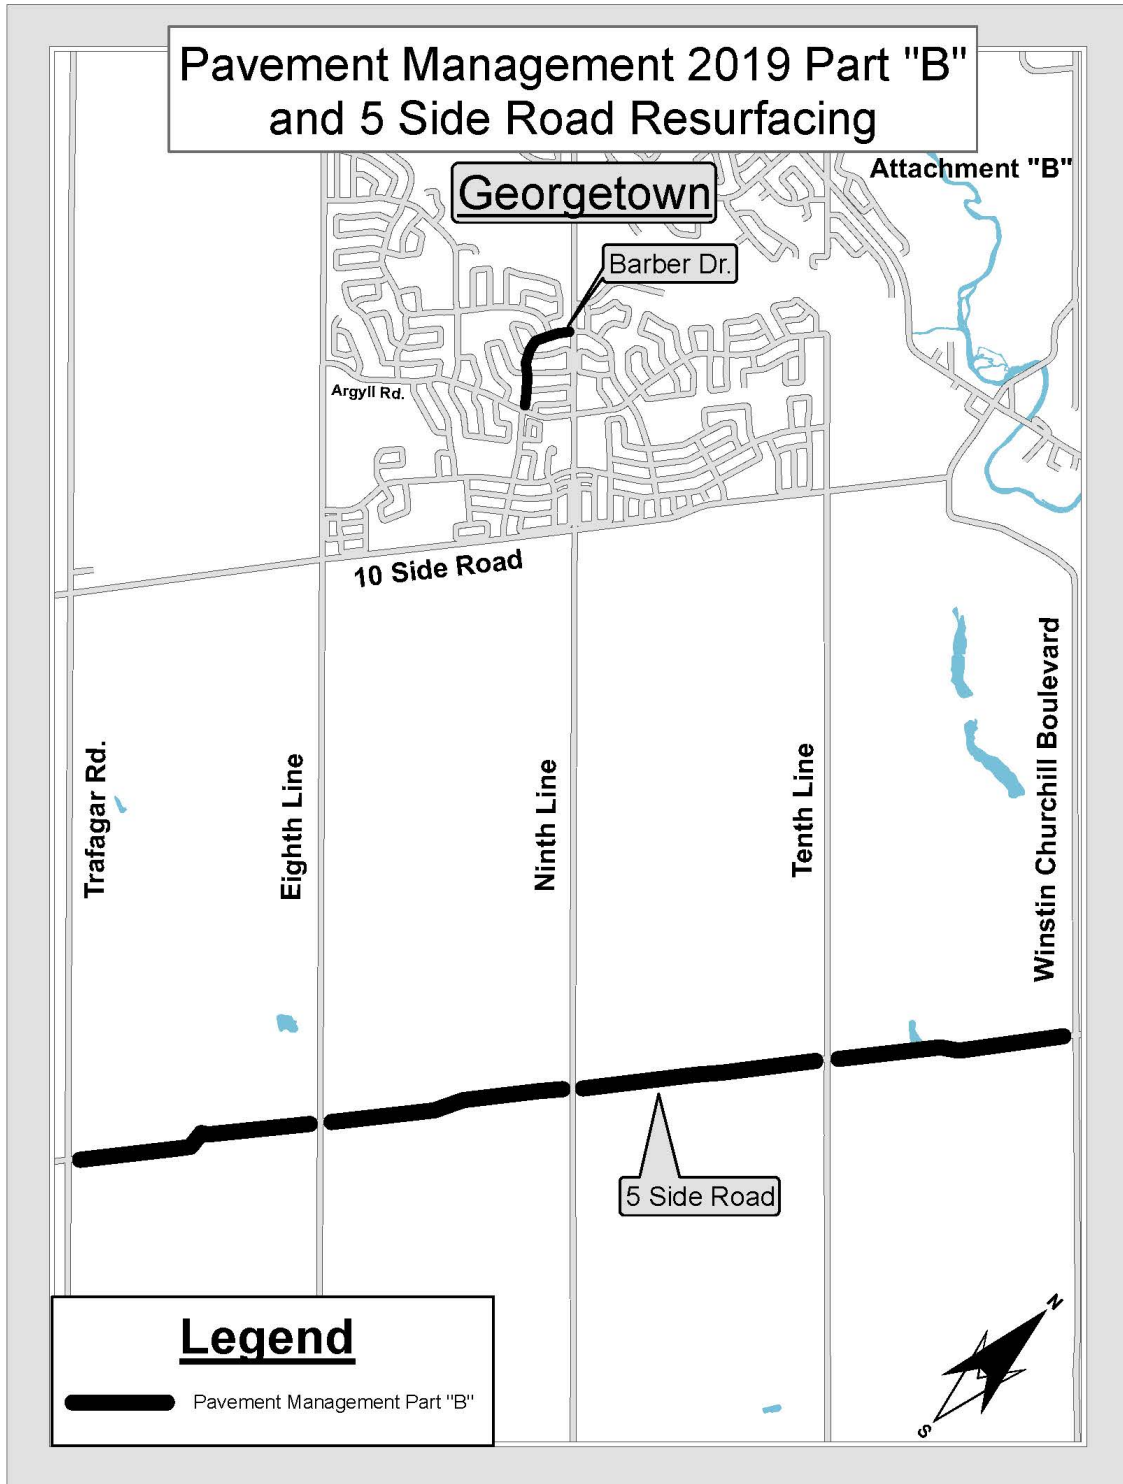 Pavement Management 2019 Part "B"
and 5 Side Road Resurfacing
Attachment "B"
Georgetown
Barber Dr.
Argyll Rd.
10 Side Road
Trafagar Rd.
Eighth Line
Ninth Line
Tenth Line
Winstin Churchill Boulevard
5 Side Road
Legend
Pavement Management Part "B"
N
S